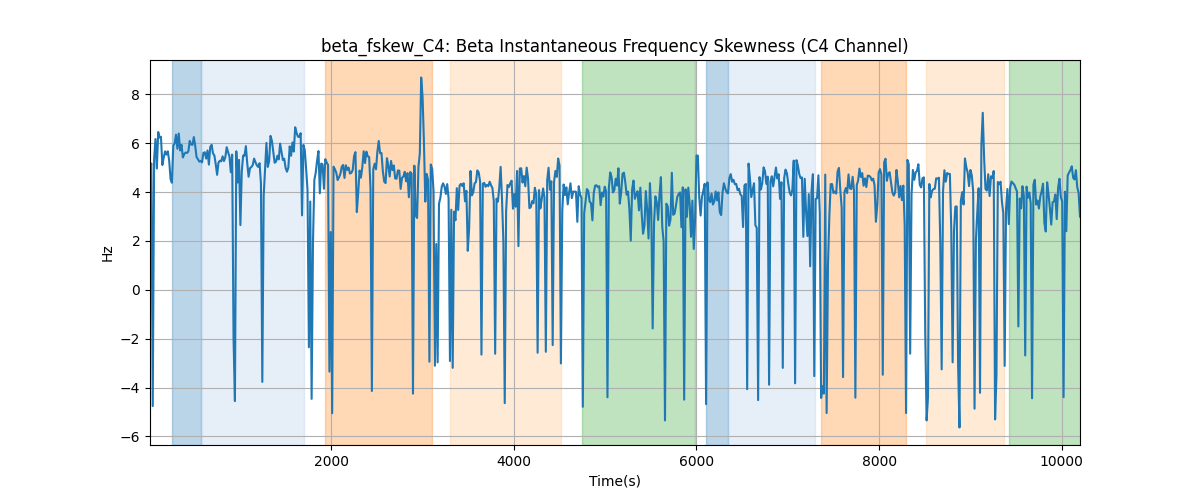 beta_fskew_C4: Beta Instantaneous Frequency Skewness (C4 Channel)
8
6
4
2
0
−2
−4
−6
Hz
2000 4000 6000 8000 10000
Time(s)